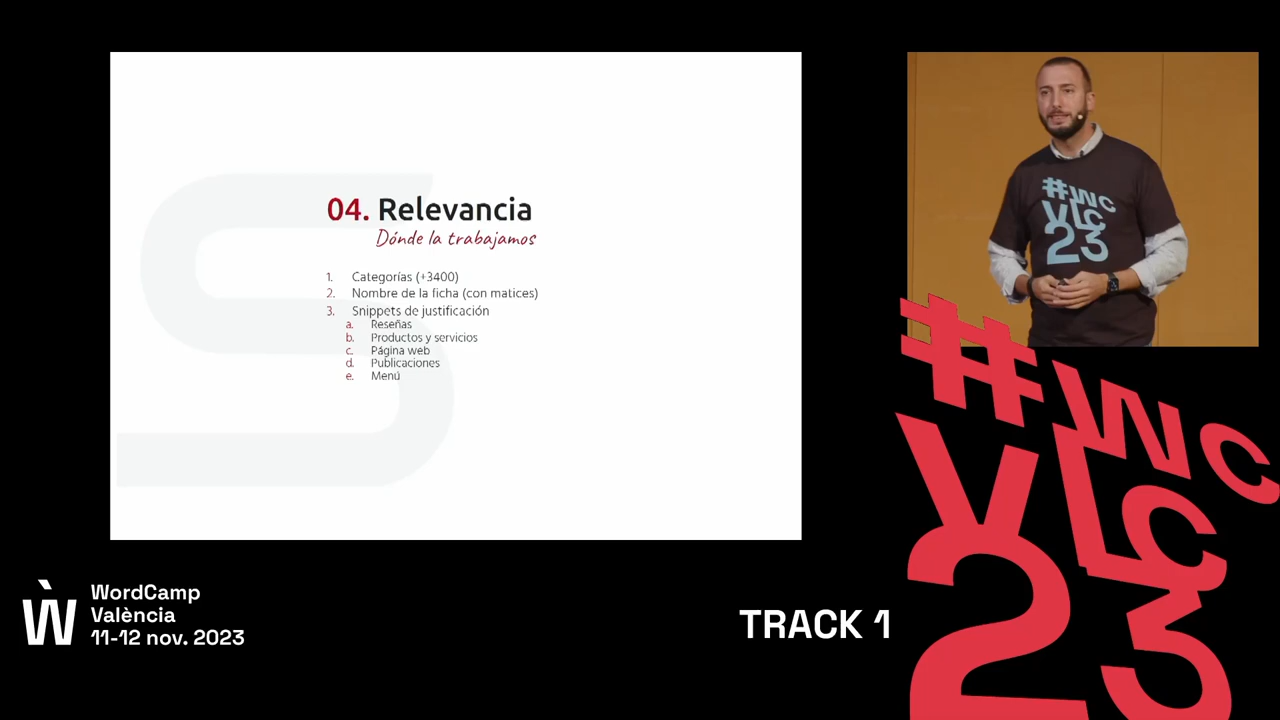 04. Relevancia
Dónde la trabajamos
1. Categorías (+3400)
2. Nombre de la ficha (con matices)
3. Snippets de justificación
a. Reseñas
b. Productos y servicios
c. Página web
d. Publicaciones
e. Menú
#WC
VLC
23
#WC
VLC
23
WordCamp
València
11-12 nov. 2023
TRACK 1